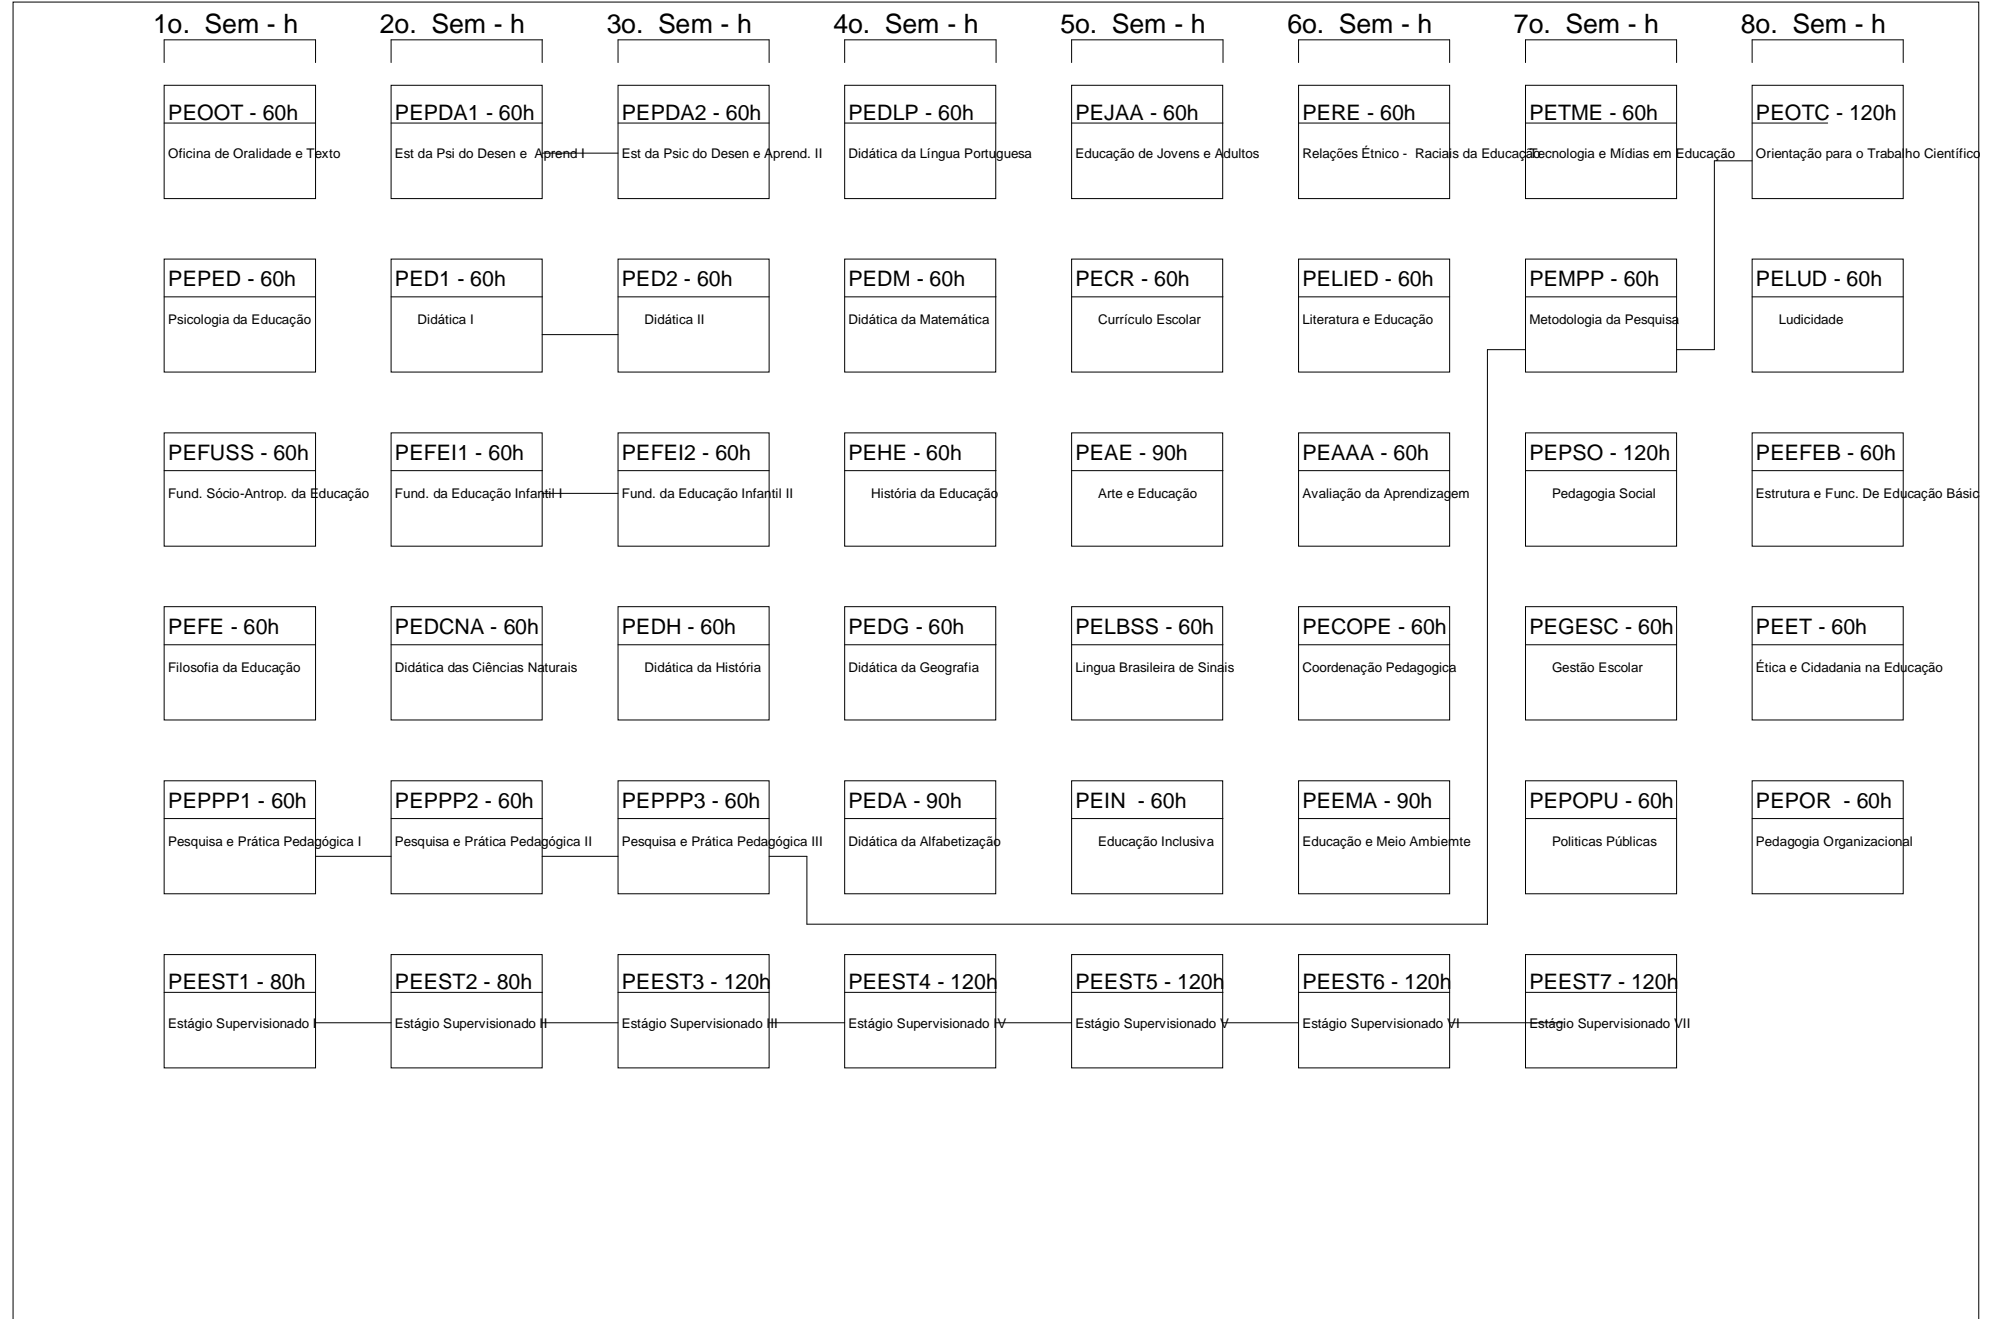 1o. Sem - h
2o. Sem - h
3o. Sem - h
4o. Sem - h
5o. Sem - h
6o. Sem - h
7o. Sem - h
8o. Sem - h
PEOOT - 60h
Oficina de Oralidade e Texto
PEPDA1 - 60h
Est da Psi do Desen e Aprend I
PEPDA2 - 60h
Est da Psic do Desen e Aprend. II
PEDLP - 60h
Didática da Língua Portuguesa
PEJAA - 60h
Educação de Jovens e Adultos
PERE - 60h
Relações Étnico - Raciais da Educação
PETME - 60h
Tecnologia e Mídias em Educação
PEOTC - 120h
Orientação para o Trabalho Científico
PEPED - 60h
Psicologia da Educação
PED1 - 60h
Didática I
PED2 - 60h
Didática II
PEDM - 60h
Didática da Matemática
PECR - 60h
Currículo Escolar
PELIED - 60h
Literatura e Educação
PEMPP - 60h
Metodologia da Pesquisa
PELUD - 60h
Ludicidade
PEFUSS - 60h
Fund. Sócio-Antrop. da Educação
PEFEI1 - 60h
Fund. da Educação Infantil I
PEFEI2 - 60h
Fund. da Educação Infantil II
PEHE - 60h
História da Educação
PEAE - 90h
Arte e Educação
PEAAA - 60h
Avaliação da Aprendizagem
PEPSO - 120h
Pedagogia Social
PEEFEB - 60h
Estrutura e Func. De Educação Básic
PEFE - 60h
Filosofia da Educação
PEDCNA - 60h
Didática das Ciências Naturais
PEDH - 60h
Didática da História
PEDG - 60h
Didática da Geografia
PELBSS - 60h
Lingua Brasileira de Sinais
PECOPE - 60h
Coordenação Pedagogica
PEGESC - 60h
Gestão Escolar
PEET - 60h
Ética e Cidadania na Educação
PEPPP1 - 60h
Pesquisa e Prática Pedagógica I
PEPPP2 - 60h
Pesquisa e Prática Pedagógica II
PEPPP3 - 60h
Pesquisa e Prática Pedagógica III
PEDA - 90h
Didática da Alfabetização
PEIN - 60h
Educação Inclusiva
PEEMA - 90h
Educação e Meio Ambiemte
PEPOPU - 60h
Politicas Públicas
PEPOR - 60h
Pedagogia Organizacional
PEEST1 - 80h
Estágio Supervisionado I
PEEST2 - 80h
Estágio Supervisionado II
PEEST3 - 120h
Estágio Supervisionado III
PEEST4 - 120h
Estágio Supervisionado IV
PEEST5 - 120h
Estágio Supervisionado V
PEEST6 - 120h
Estágio Supervisionado VI
PEEST7 - 120h
Estágio Supervisionado VII